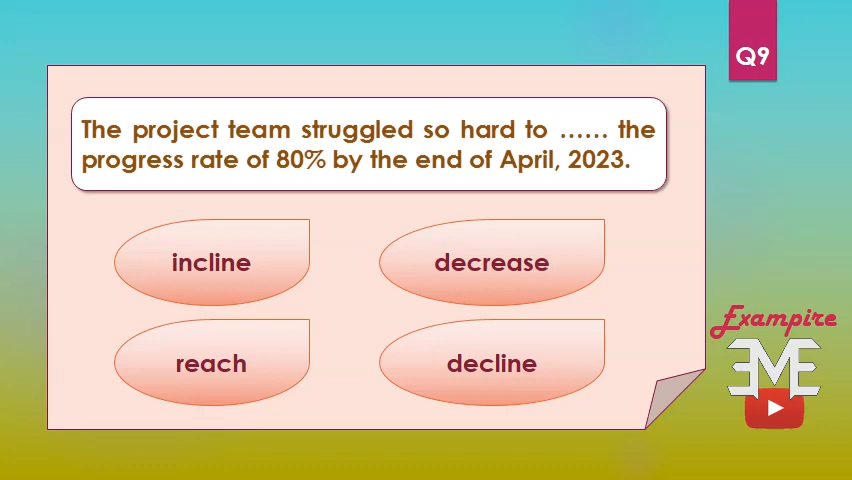 Q9
The project team struggled so hard to …… the
progress rate of 80% by the end of April, 2023.
incline
decrease
reach
decline
Exampire